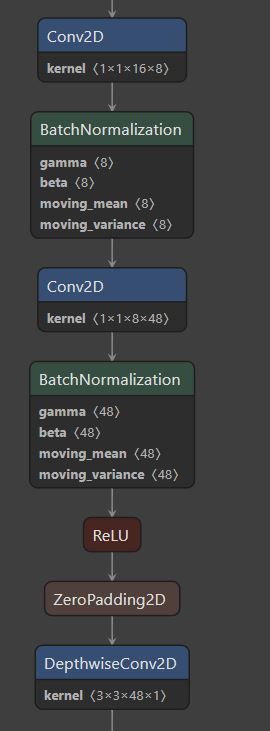 Conv2D
kernel ⟨1×1×16×8⟩
BatchNormalization
gamma ⟨8⟩
beta ⟨8⟩
moving_mean ⟨8⟩
moving_variance ⟨8⟩
Conv2D
kernel ⟨1×1×8×48⟩
BatchNormalization
gamma ⟨48⟩
beta ⟨48⟩
moving_mean ⟨48⟩
moving_variance ⟨48⟩
ReLU
ZeroPadding2D
DepthwiseConv2D
kernel ⟨3×3×48×1⟩